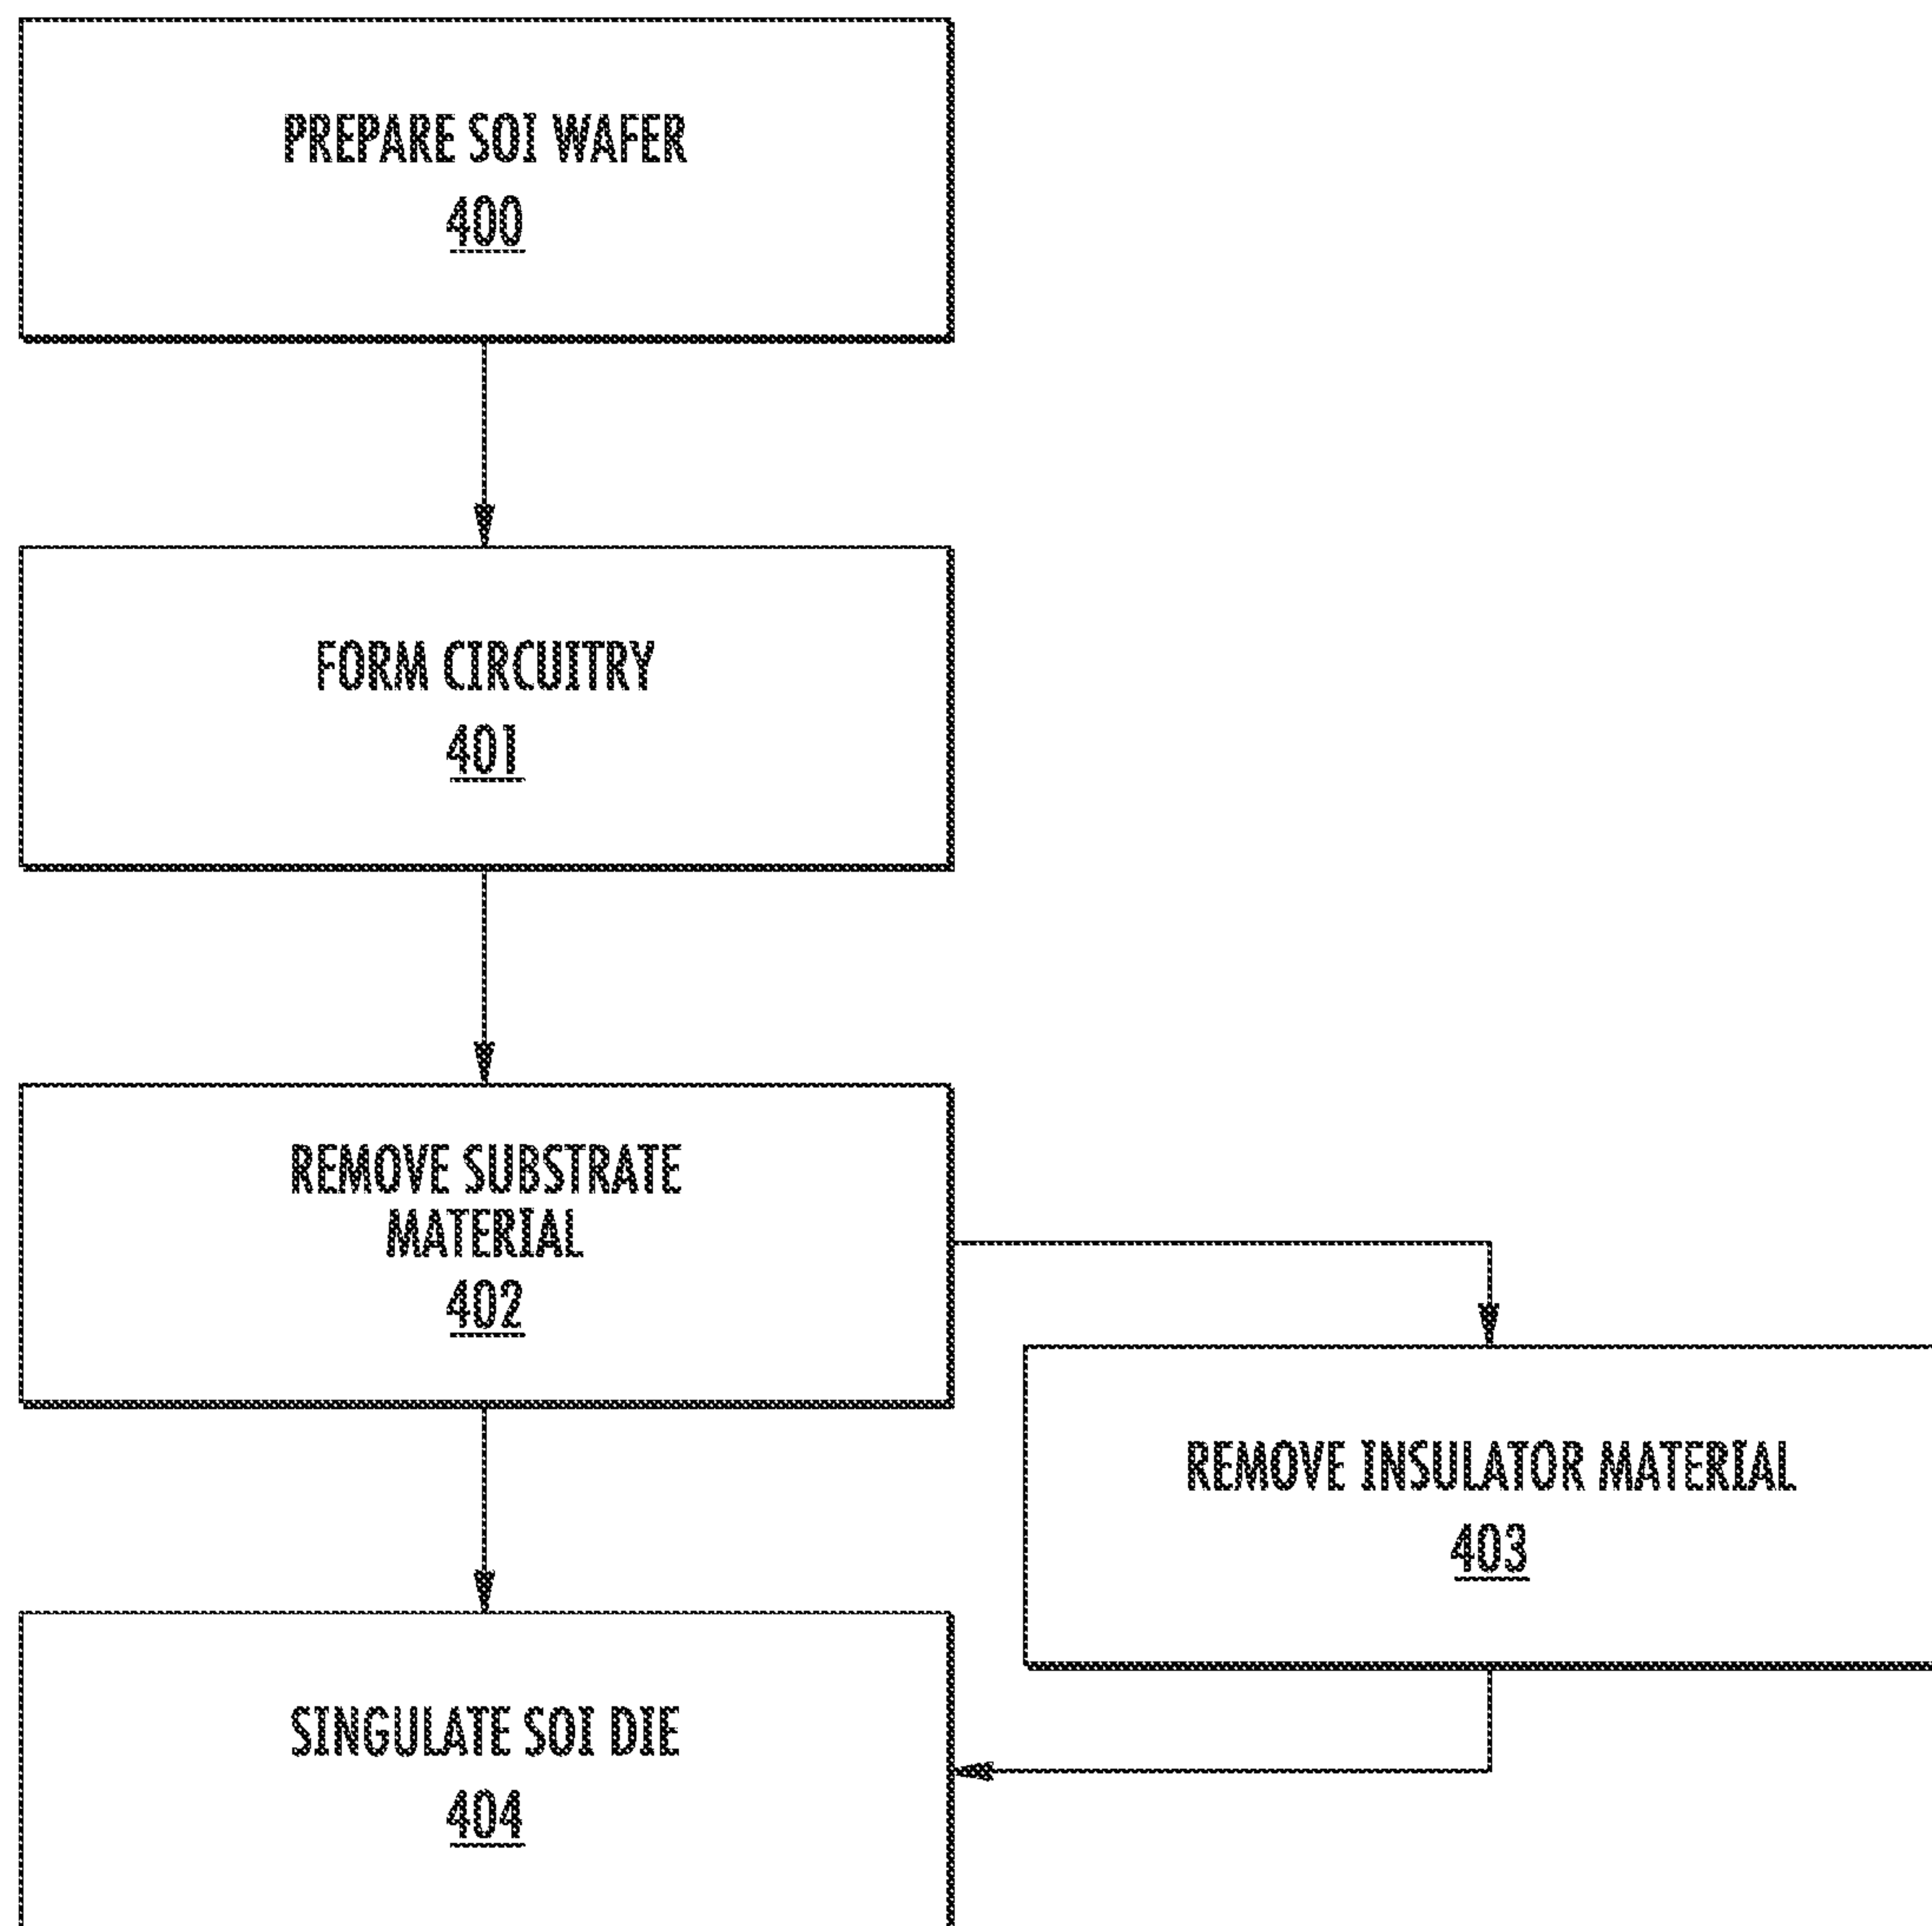 PREPARE SOI WAFER
400
FORM CIRCUITRY
401
REMOVE SUBSTRATE
MATERIAL
402
REMOVE INSULATOR MATERIAL
403
SINGULATE SOI DIE
404